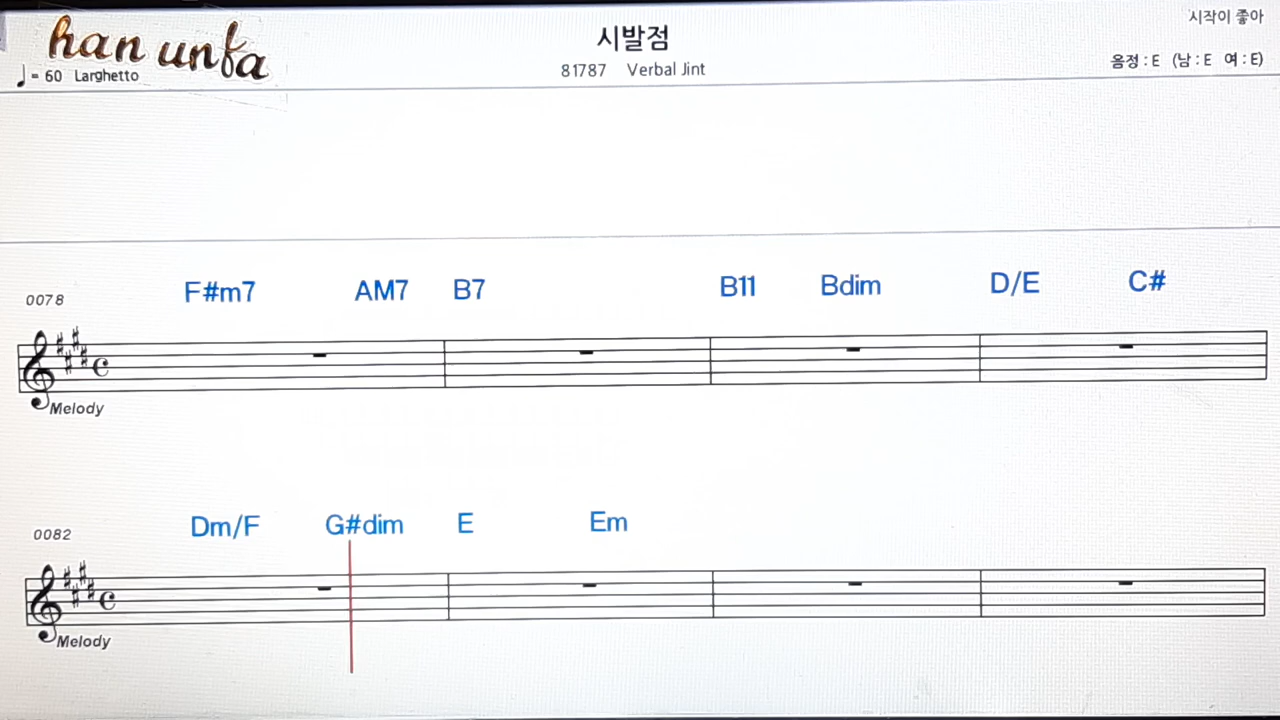 han unfa
시작이 좋아
시발점
♩= 60 Larghetto
81787 Verbal Jint
음정 : E (남 : E 여 : E)
F#m7 AM7 B7 B11 Bdim D/E C#
0078
Melody
Dm/F G#dim E Em
0082
Melody